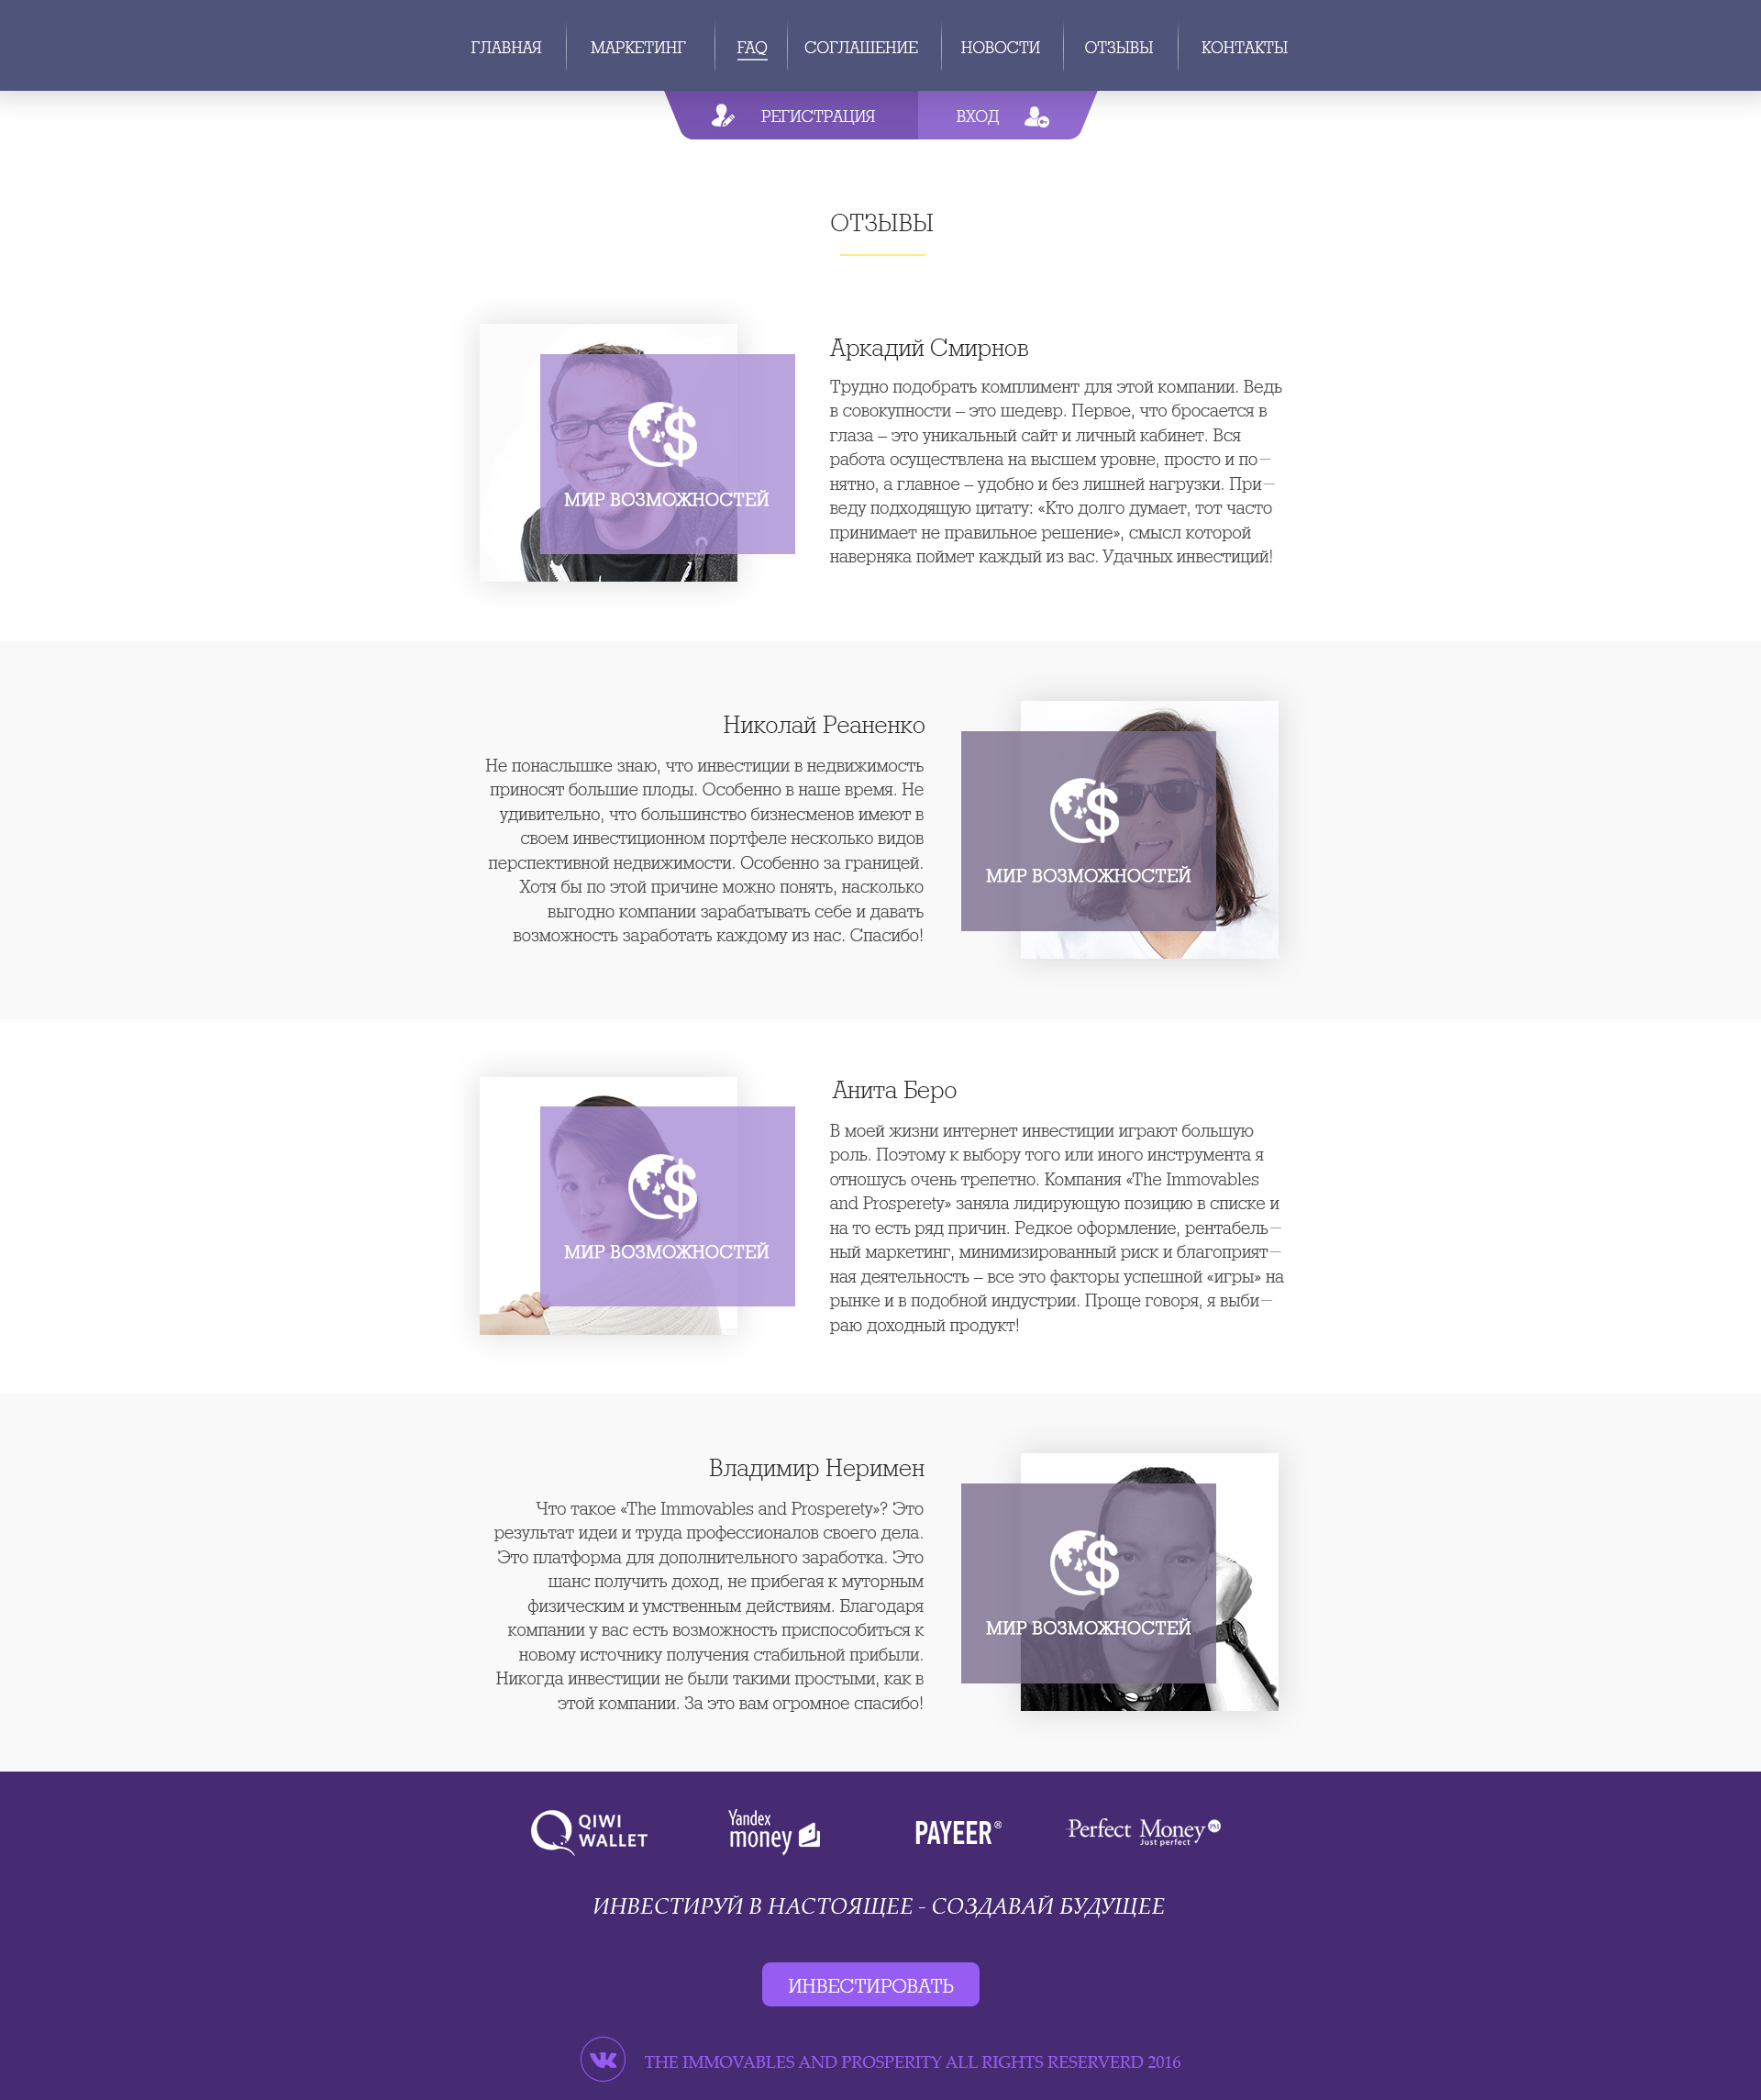 ГЛАВНАЯ МАРКЕТИНГ FAQ СОГЛАШЕНИЕ НОВОСТИ ОТЗЫВЫ КОНТАКТЫ
РЕГИСТРАЦИЯ ВХОД
ОТЗЫВЫ
МИР ВОЗМОЖНОСТЕЙ
Аркадий Смирнов
Трудно подобрать комплимент для этой компании. Ведь
в совокупности – это шедевр. Первое, что бросается в
глаза – это уникальный сайт и личный кабинет. Вся
работа осуществлена на высшем уровне, просто и по-
нятно, а главное – удобно и без лишней нагрузки. При-
веду подходящую цитату: «Кто долго думает, тот часто
принимает не правильное решение», смысл которой
наверняка поймет каждый из вас. Удачных инвестиций!
Николай Реаненко
Не понаслышке знаю, что инвестиции в недвижимость
приносят большие плоды. Особенно в наше время. Не
удивительно, что большинство бизнесменов имеют в
своем инвестиционном портфеле несколько видов
перспективной недвижимости. Особенно за границей.
Хотя бы по этой причине можно понять, насколько
выгодно компании зарабатывать себе и давать
возможность заработать каждому из нас. Спасибо!
МИР ВОЗМОЖНОСТЕЙ
МИР ВОЗМОЖНОСТЕЙ
Анита Беро
В моей жизни интернет инвестиции играют большую
роль. Поэтому к выбору того или иного инструмента я
отношусь очень трепетно. Компания «The Immovables
and Prosperety» заняла лидирующую позицию в списке и
на то есть ряд причин. Редкое оформление, рентабель-
ный маркетинг, минимизированный риск и благоприят-
ная деятельность – все это факторы успешной «игры» на
рынке и в подобной индустрии. Проще говоря, я выби-
раю доходный продукт!
Владимир Неримен
Что такое «The Immovables and Prosperety»? Это
результат идеи и труда профессионалов своего дела.
Это платформа для дополнительного заработка. Это
шанс получить доход, не прибегая к муторным
физическим и умственным действиям. Благодаря
компании у вас есть возможность приспособиться к
новому источнику получения стабильной прибыли.
Никогда инвестиции не были такими простыми, как в
этой компании. За это вам огромное спасибо!
МИР ВОЗМОЖНОСТЕЙ
QIWI
WALLET
Yandex
money
PAYEER®
Perfect Money PM
Just perfect
ИНВЕСТИРУЙ В НАСТОЯЩЕЕ - СОЗДАВАЙ БУДУЩЕЕ
ИНВЕСТИРОВАТЬ
THE IMMOVABLES AND PROSPERITY ALL RIGHTS RESERVERD 2016